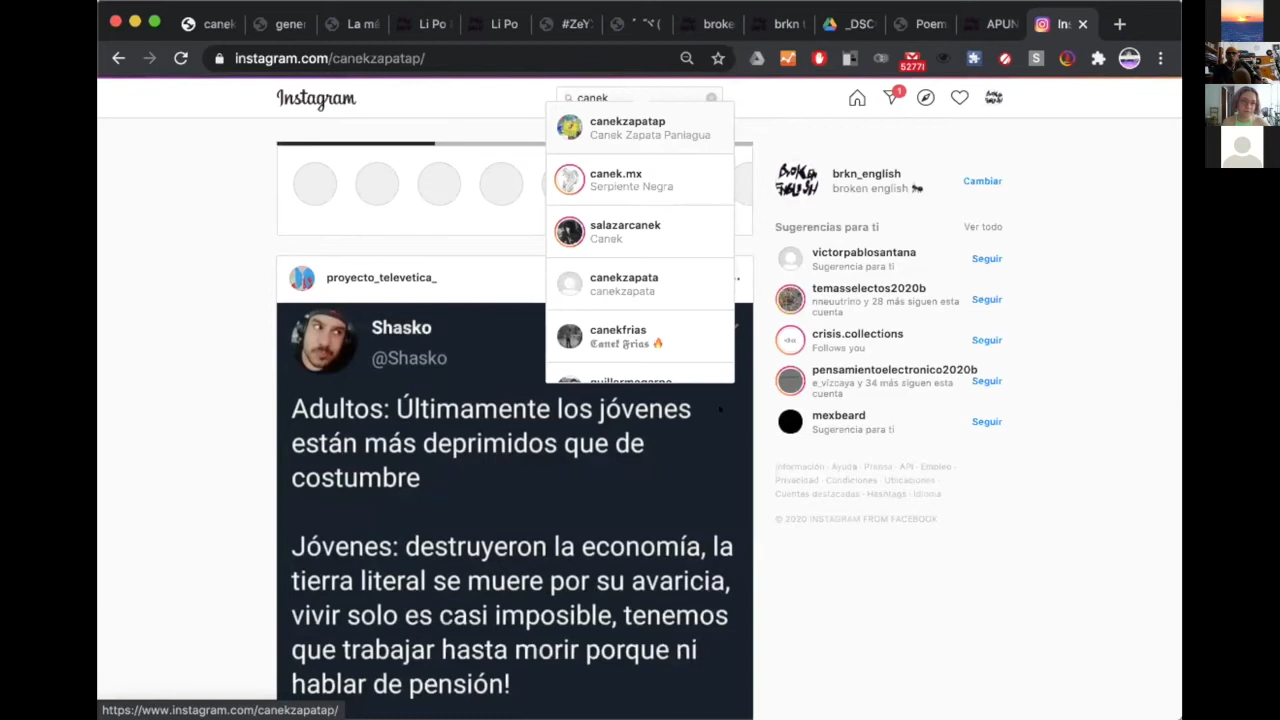 canek
gener
La mé
Li Po
Li Po
#ZeY:
broke
brkn t
_DSC
Poem
APUN
Ins
instagram.com/canekzapatap/
52771
Instagram
canek
1
canekzapatap
Canek Zapata Paniagua
canek.mx
Serpiente Negra
salazarcanek
Canek
canekzapata
canekzapata
canekfrias
𝕮𝖆𝖓𝖊𝖐 𝕱𝖗𝖎𝖆𝖘 🔥
proyecto_televetica_
Shasko
@Shasko
Adultos: Últimamente los jóvenes
están más deprimidos que de
costumbre
Jóvenes: destruyeron la economía, la
tierra literal se muere por su avaricia,
vivir solo es casi imposible, tenemos
que trabajar hasta morir porque ni
hablar de pensión!
BROKEN
ENGLISH
brkn_english
broken english 🐜
Cambiar
Sugerencias para ti
Ver todo
victorpablosantana
Sugerencia para ti
Seguir
temasselectos2020b
nneuutrino y 28 más siguen esta
cuenta
Seguir
crisis.collections
Follows you
Seguir
pensamientoelectronico2020b
e_vizcaya y 34 más siguen esta
cuenta
Seguir
mexbeard
Sugerencia para ti
Seguir
Información · Ayuda · Prensa · API · Empleo ·
Privacidad · Condiciones · Ubicaciones ·
Cuentas destacadas · Hashtags · Idioma
© 2020 INSTAGRAM FROM FACEBOOK
https://www.instagram.com/canekzapatap/